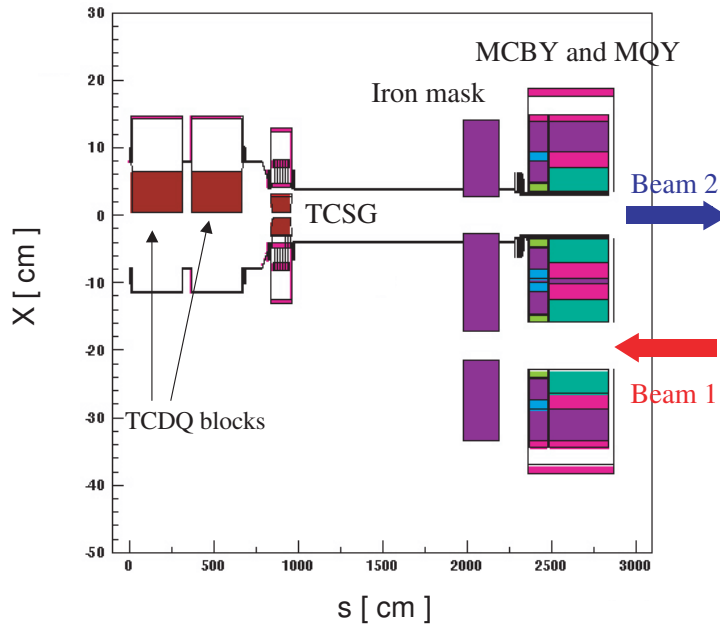 30
MCBY and MQY
20
Iron mask
10
Beam 2
0
TCSG
-10
X [ cm ]
-20
Beam 1
-30
TCDQ blocks
-40
-50
0 500 1000 1500 2000 2500 3000
s [ cm ]